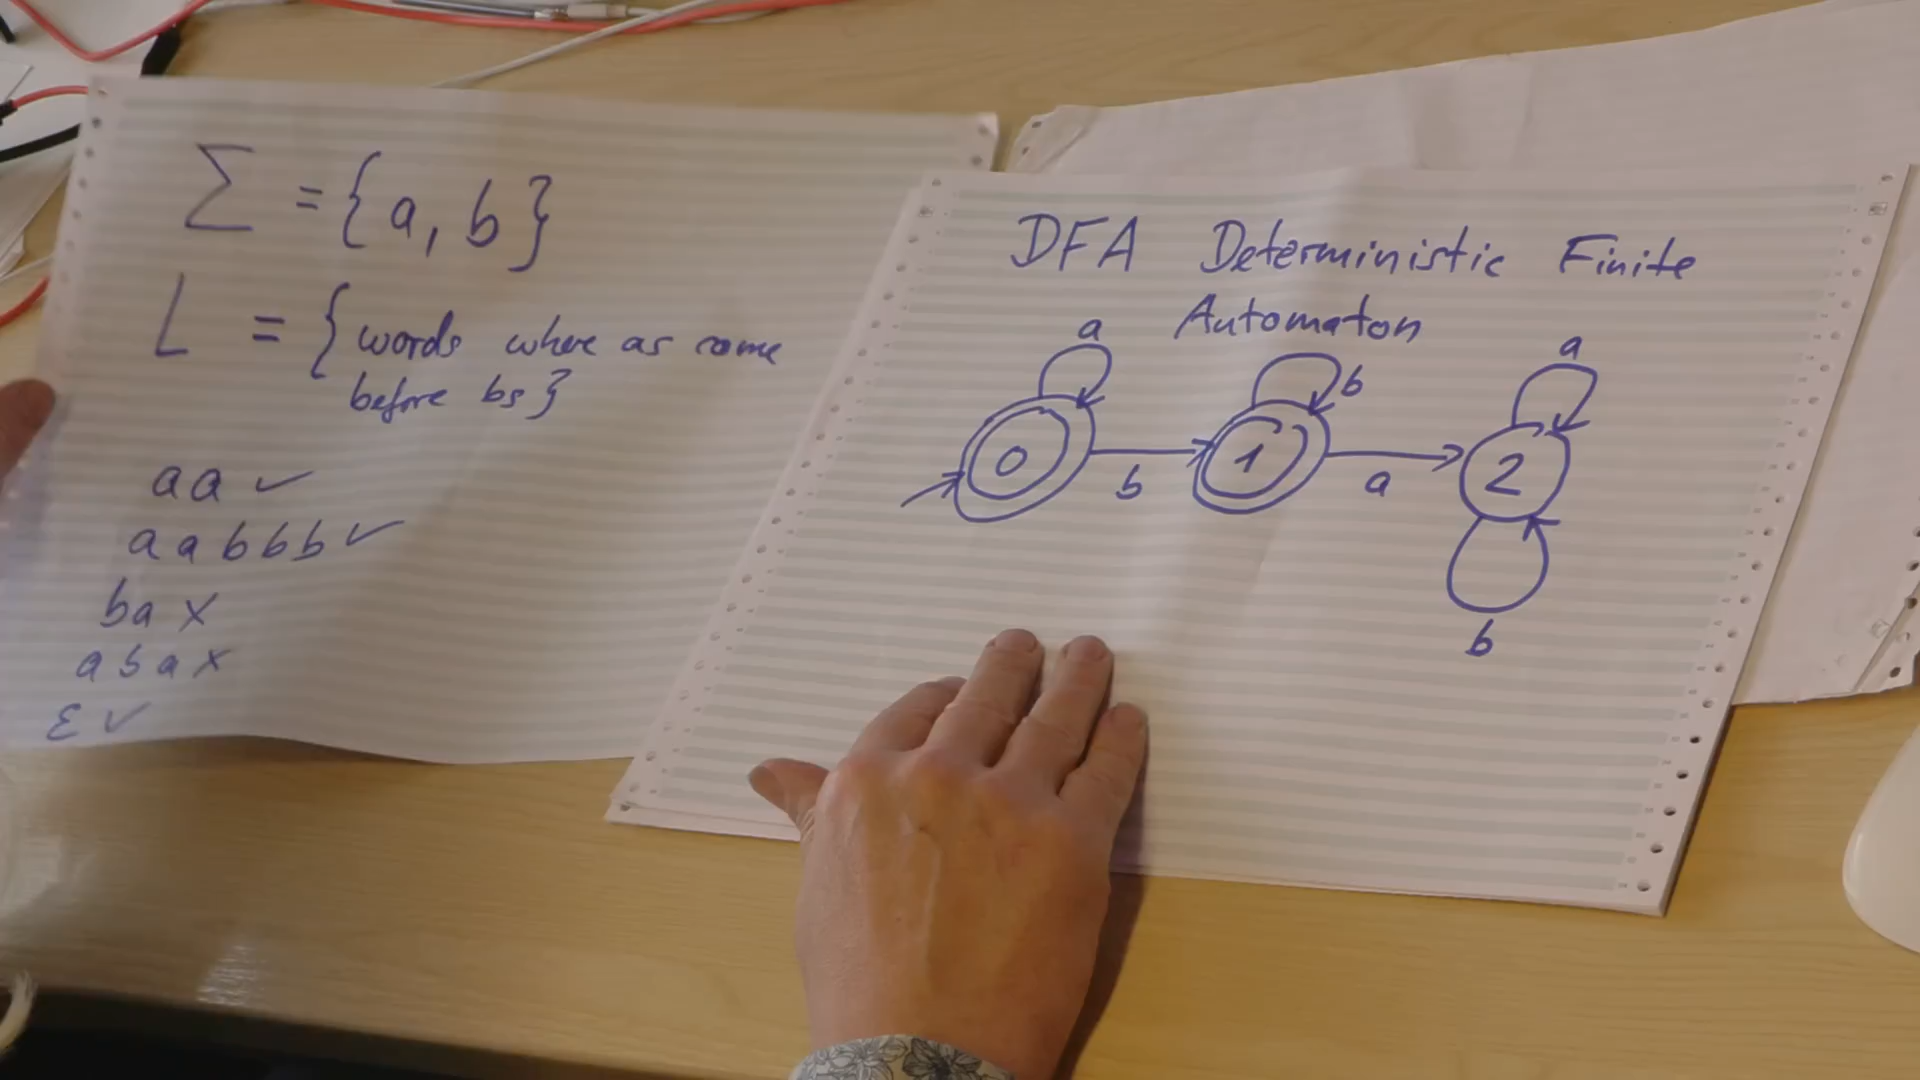 Σ = {a, b}
L = {words where as come
before bs}
aa ✓
aabbb ✓
ba x
aba x
ε ✓
DFA Deterministic Finite
Automaton
a
b
a
0
1
2
b
a
b